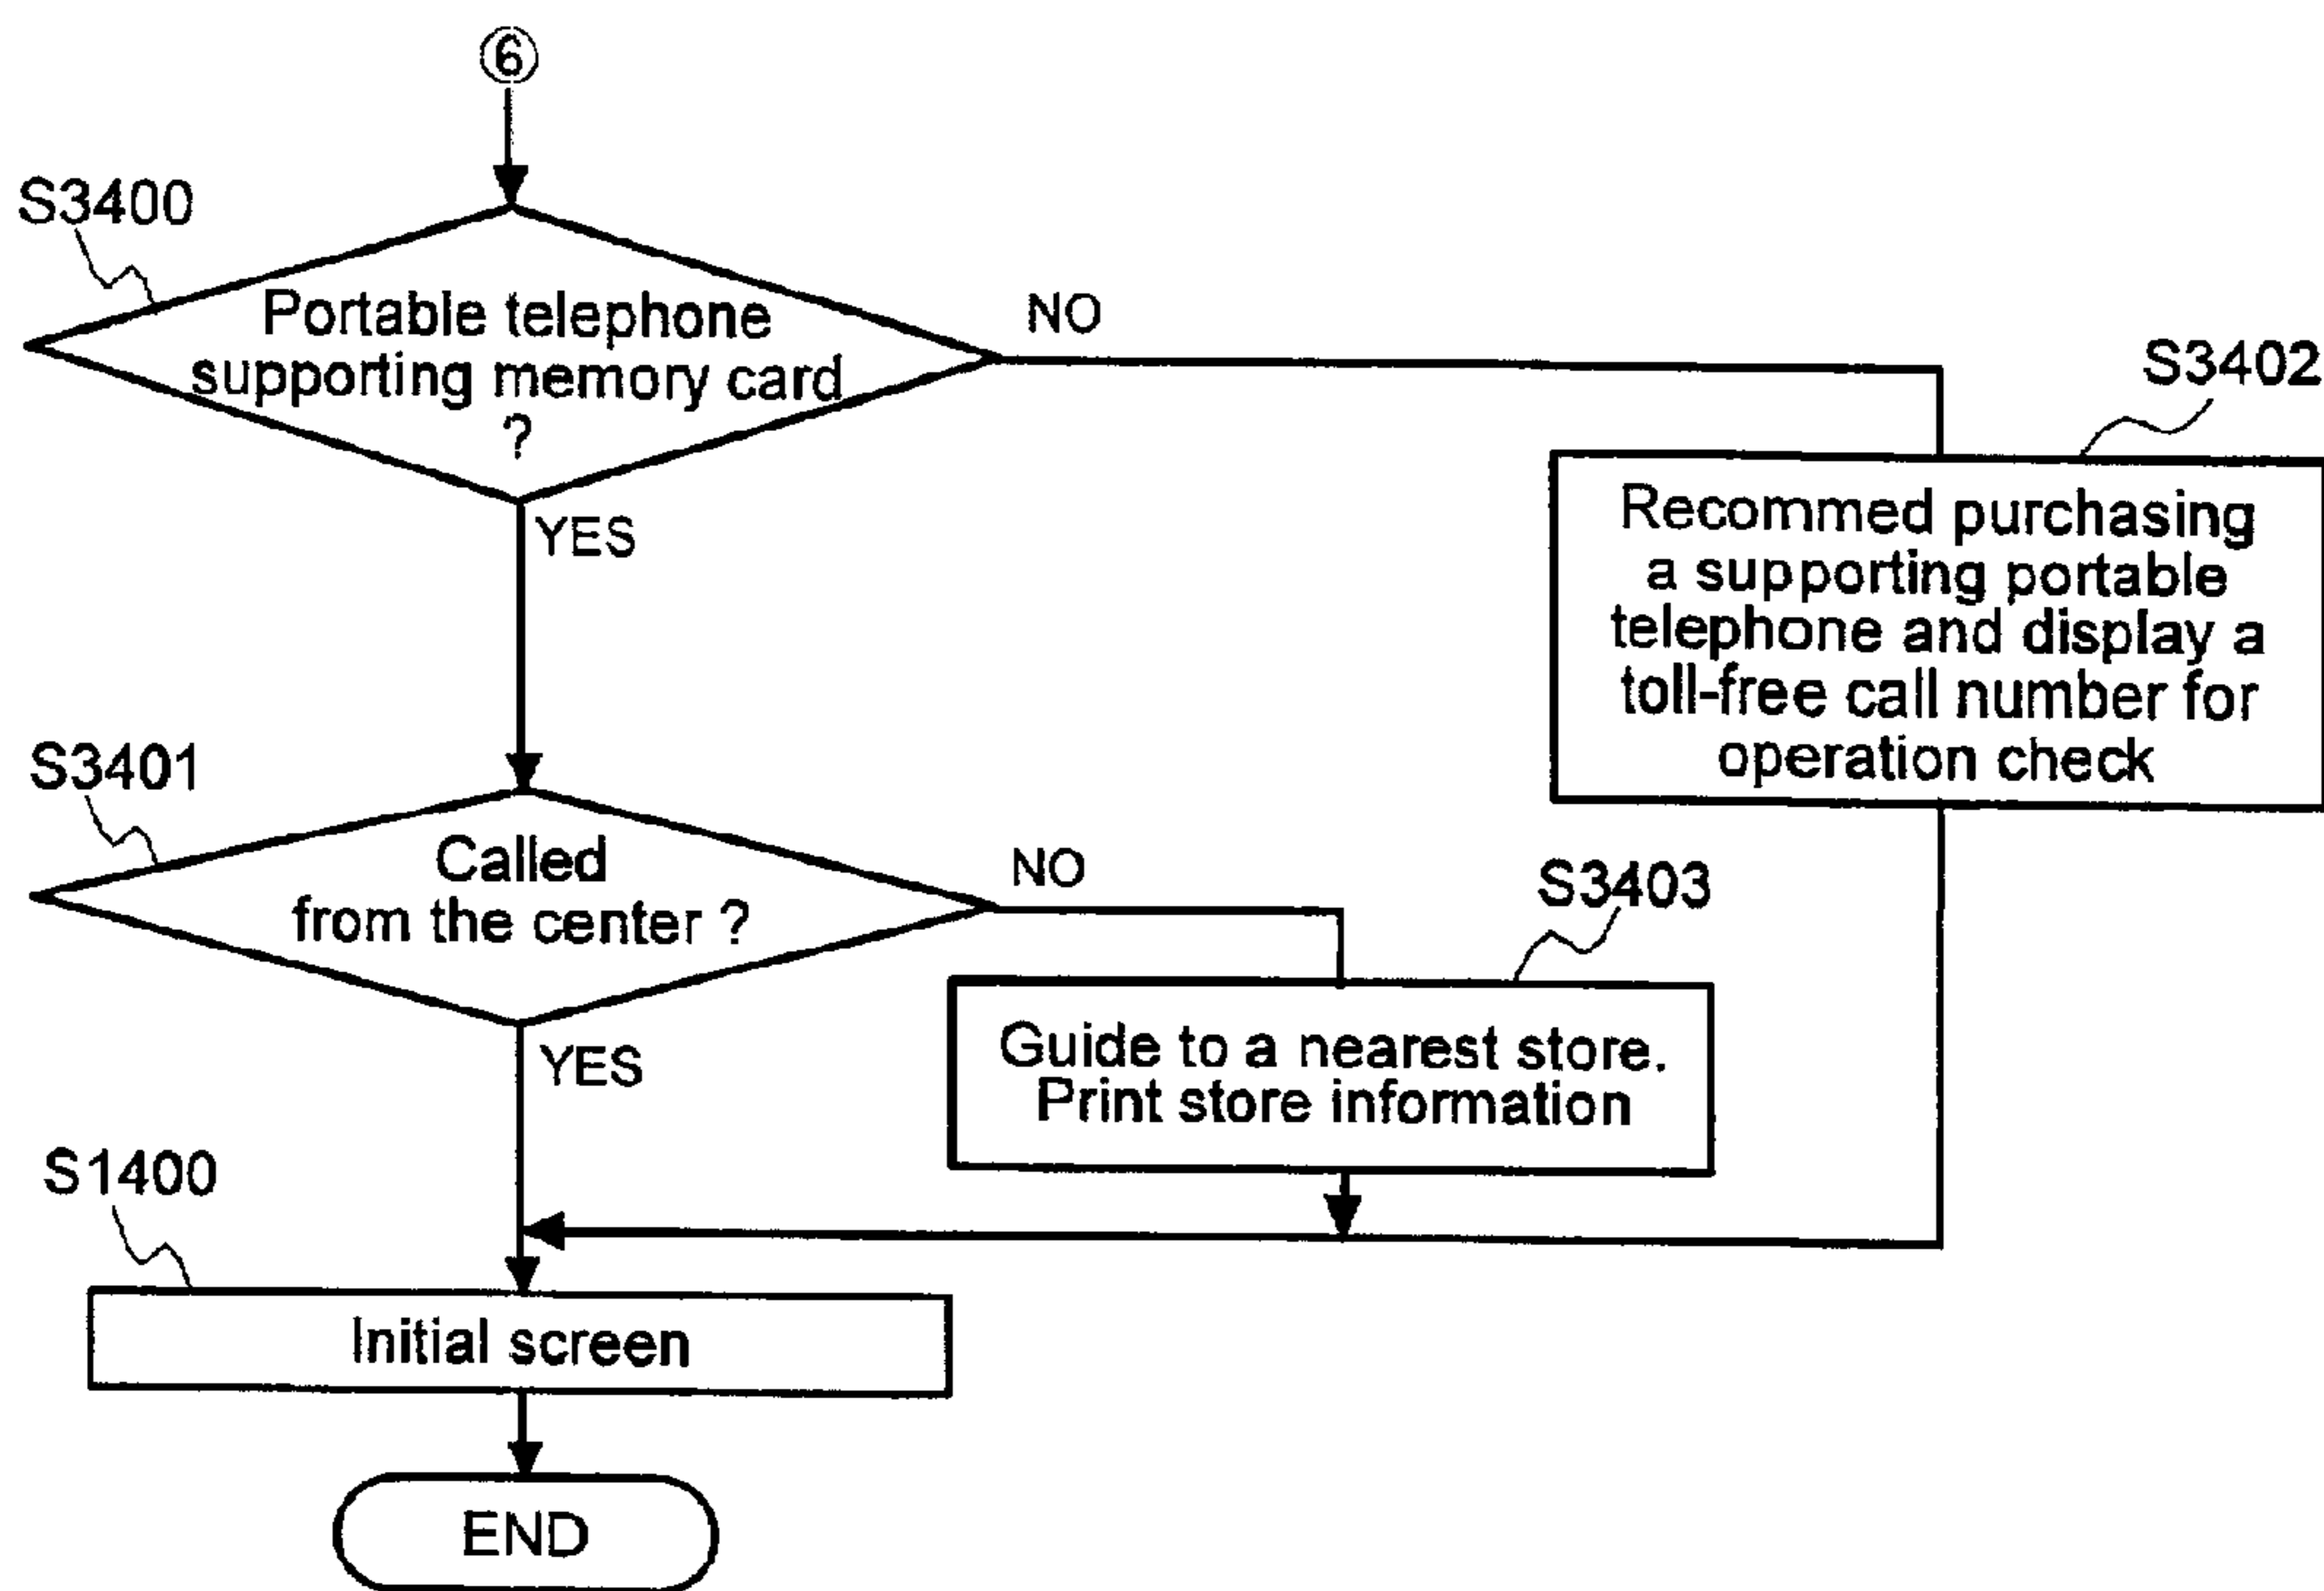 6
S3400
Portable telephone
supporting memory card
?
NO
YES
S3402
Recommed purchasing
a supporting portable
telephone and display a
toll-free call number for
operation check
S3401
Called
from the center ?
NO
YES
S3403
Guide to a nearest store.
Print store information
S1400
Initial screen
END